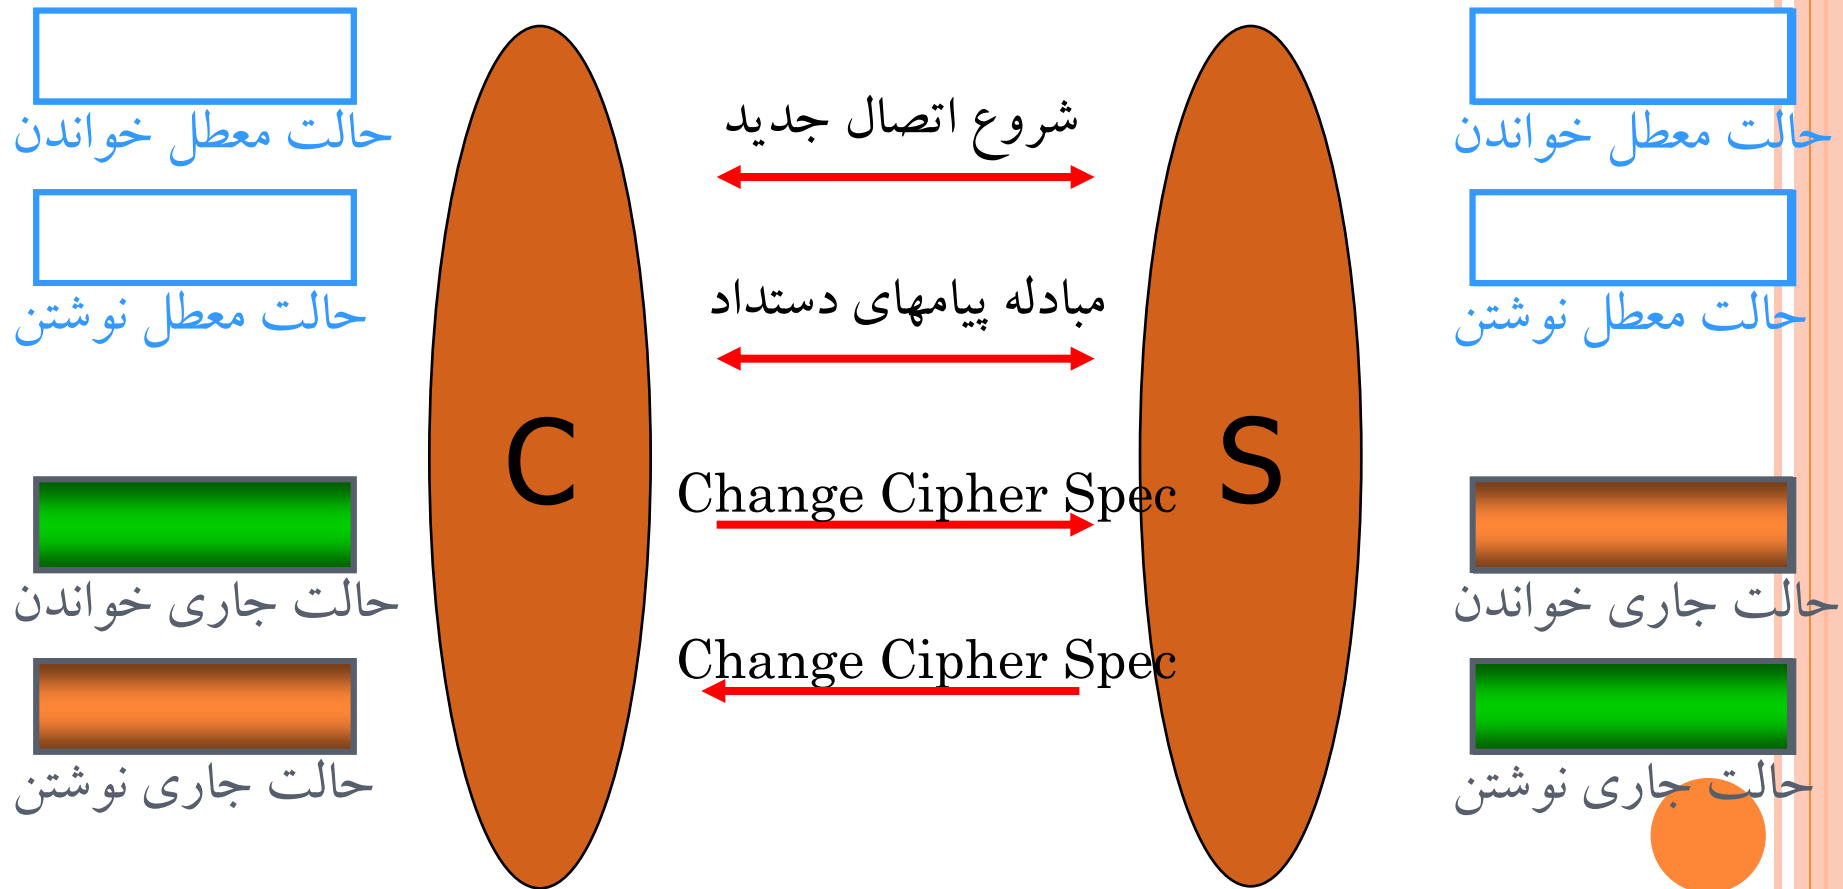 حالت معطل خواندن
حالت معطل نوشتن
حالت جاری خواندن
حالت جاری نوشتن
C
شروع اتصال جدید
مبادله پیامهای دستداد
Change Cipher Spec
Change Cipher Spec
S
حالت معطل خواندن
حالت معطل نوشتن
حالت جاری خواندن
حالت جاری نوشتن